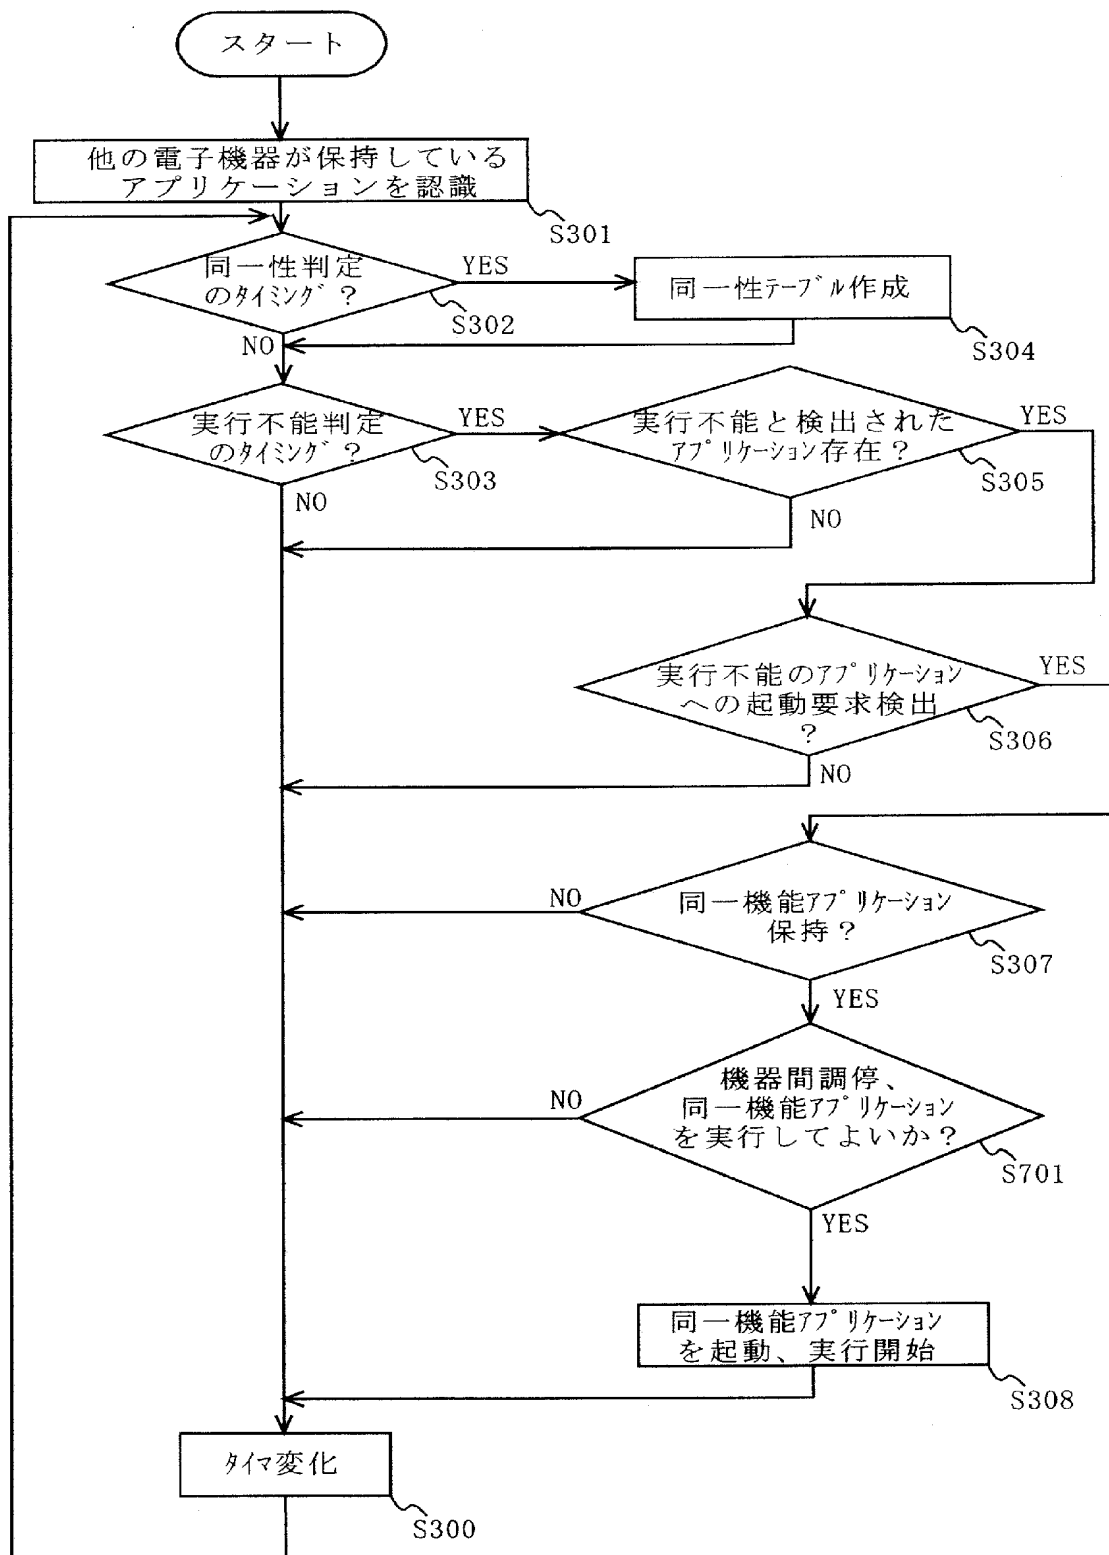 スタート
他の電子機器が保持している
アプリケーションを認識
S301
同一性判定
のﾀｲﾐﾝｸﾞ？
YES
S302
NO
同一性ﾃｰﾌﾞﾙ作成
S304
実行不能判定
のﾀｲﾐﾝｸﾞ？
YES
S303
NO
実行不能と検出された
ｱﾌﾟﾘｹｰｼｮﾝ存在？
YES
S305
NO
実行不能のｱﾌﾟﾘｹｰｼｮﾝ
への起動要求検出
？
YES
S306
NO
同一機能ｱﾌﾟﾘｹｰｼｮﾝ
保持？
NO
S307
YES
機器間調停、
同一機能ｱﾌﾟﾘｹｰｼｮﾝ
を実行してよいか？
NO
S701
YES
同一機能ｱﾌﾟﾘｹｰｼｮﾝ
を起動、実行開始
S308
ﾀｲﾏ変化
S300